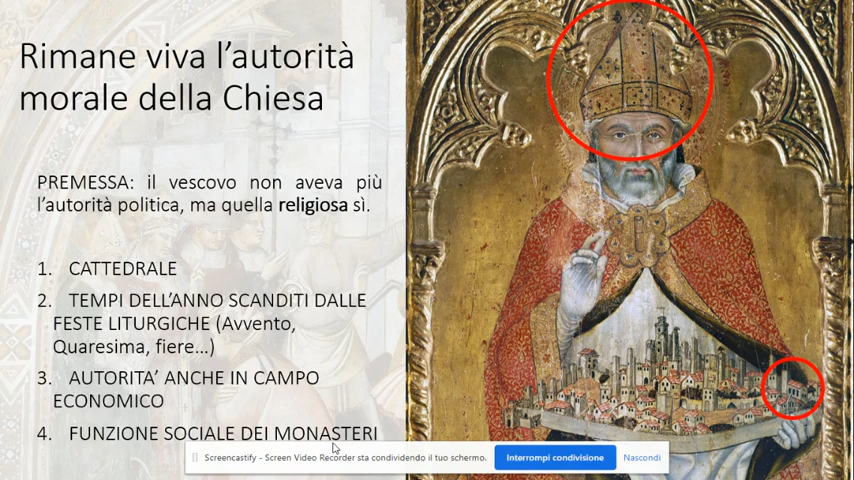 Rimane viva l’autorità
morale della Chiesa
PREMESSA: il vescovo non aveva più
l’autorità politica, ma quella religiosa sì.
1. CATTEDRALE
2. TEMPI DELL’ANNO SCANDITI DALLE
FESTE LITURGICHE (Avvento,
Quaresima, fiere…)
3. AUTORITA’ ANCHE IN CAMPO
ECONOMICO
4. FUNZIONE SOCIALE DEI MONASTERI
Screencastify - Screen Video Recorder sta condividendo il tuo schermo.
Interrompi condivisione
Nascondi